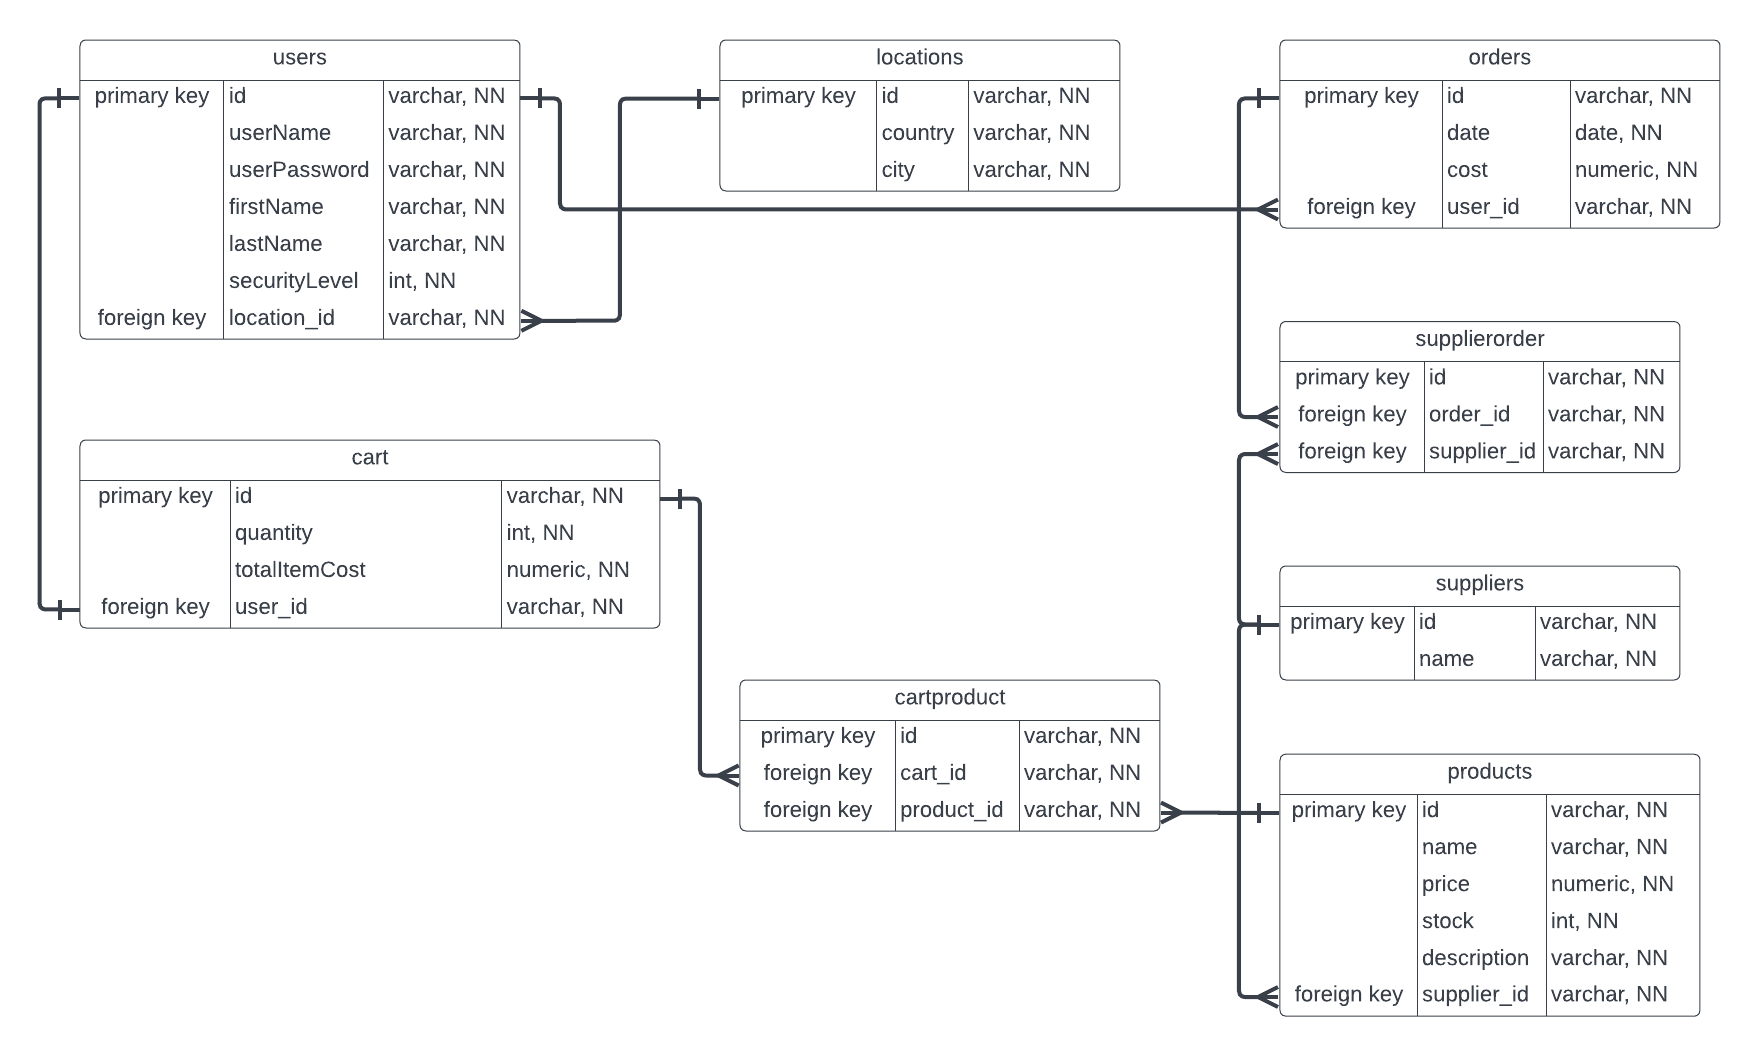 users
primary key id varchar, NN
userName varchar, NN
userPassword varchar, NN
firstName varchar, NN
lastName varchar, NN
securityLevel int, NN
foreign key location_id varchar, NN
locations
primary key id varchar, NN
country varchar, NN
city varchar, NN
orders
primary key id varchar, NN
date date, NN
cost numeric, NN
foreign key user_id varchar, NN
supplierorder
primary key id varchar, NN
foreign key order_id varchar, NN
foreign key supplier_id varchar, NN
cart
primary key id varchar, NN
quantity int, NN
totalItemCost numeric, NN
foreign key user_id varchar, NN
suppliers
primary key id varchar, NN
name varchar, NN
cartproduct
primary key id varchar, NN
foreign key cart_id varchar, NN
foreign key product_id varchar, NN
products
primary key id varchar, NN
name varchar, NN
price numeric, NN
stock int, NN
description varchar, NN
foreign key supplier_id varchar, NN